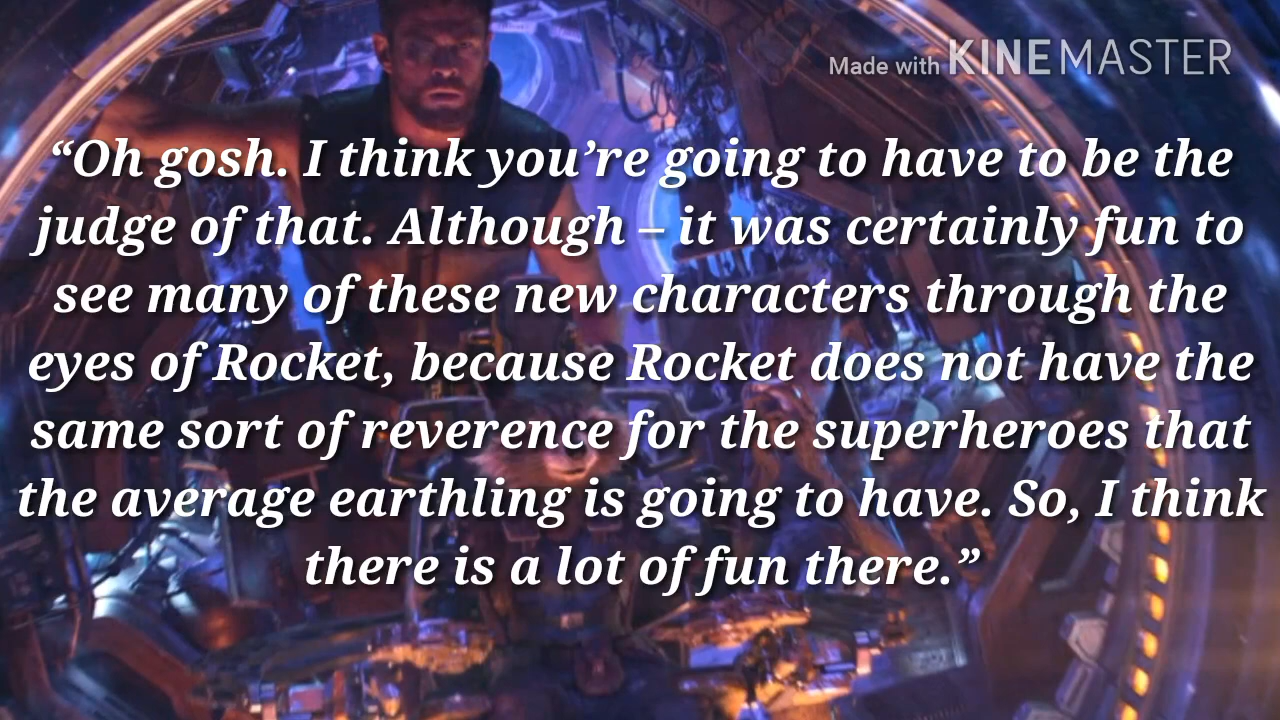 Made with KINEMASTER
“Oh gosh. I think you’re going to have to be the
judge of that. Although – it was certainly fun to
see many of these new characters through the
eyes of Rocket, because Rocket does not have the
same sort of reverence for the superheroes that
the average earthling is going to have. So, I think
there is a lot of fun there.”